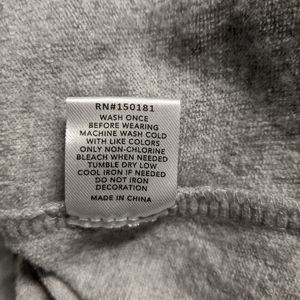 RN#150181
WASH ONCE
BEFORE WEARING
MACHINE WASH COLD
WITH LIKE COLORS
ONLY NON-CHLORINE
BLEACH WHEN NEEDED
TUMBLE DRY LOW
COOL IRON IF NEEDED
DO NOT IRON
DECORATION
MADE IN CHINA